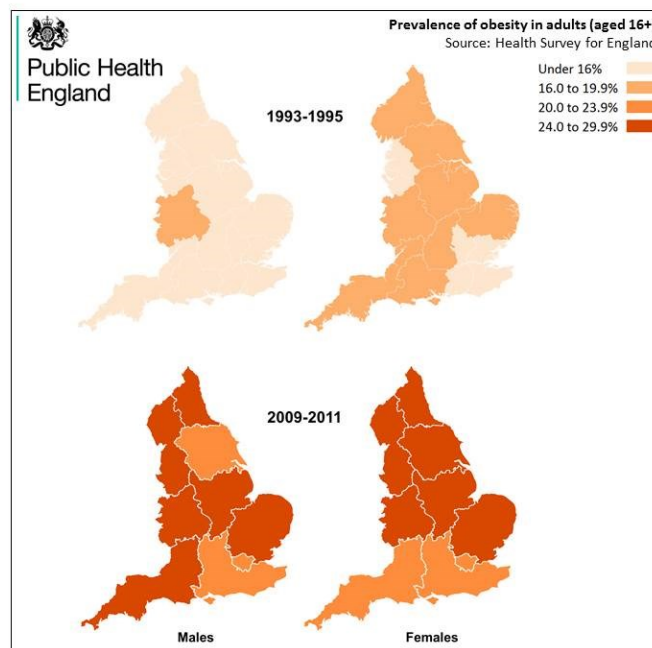 Public Health
England
Prevalence of obesity in adults (aged 16+
Source: Health Survey for England
Under 16%
16.0 to 19.9%
20.0 to 23.9%
24.0 to 29.9%
1993-1995
2009-2011
Males
Females